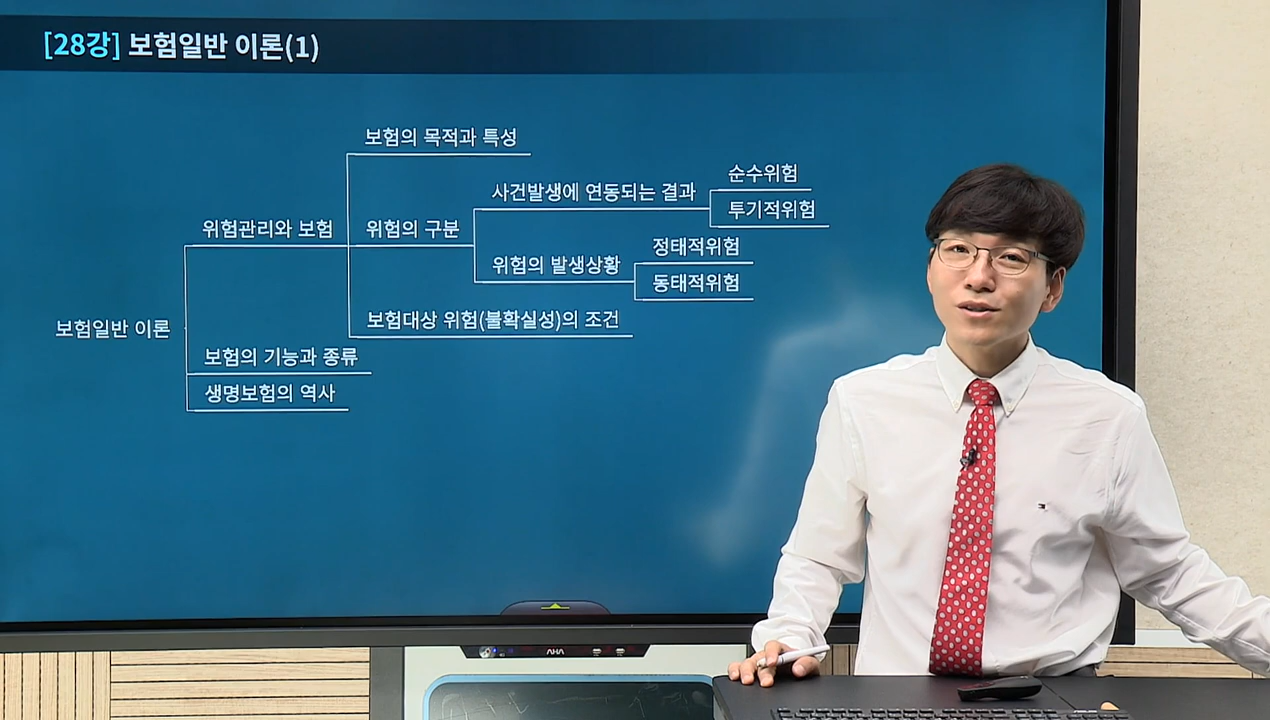 [28강] 보험일반 이론(1)
보험의 목적과 특성
순수위험
사건발생에 연동되는 결과
투기적위험
위험관리와 보험
위험의 구분
정태적위험
위험의 발생상황
동태적위험
보험대상 위험(불확실성)의 조건
보험일반 이론
보험의 기능과 종류
생명보험의 역사
AHA